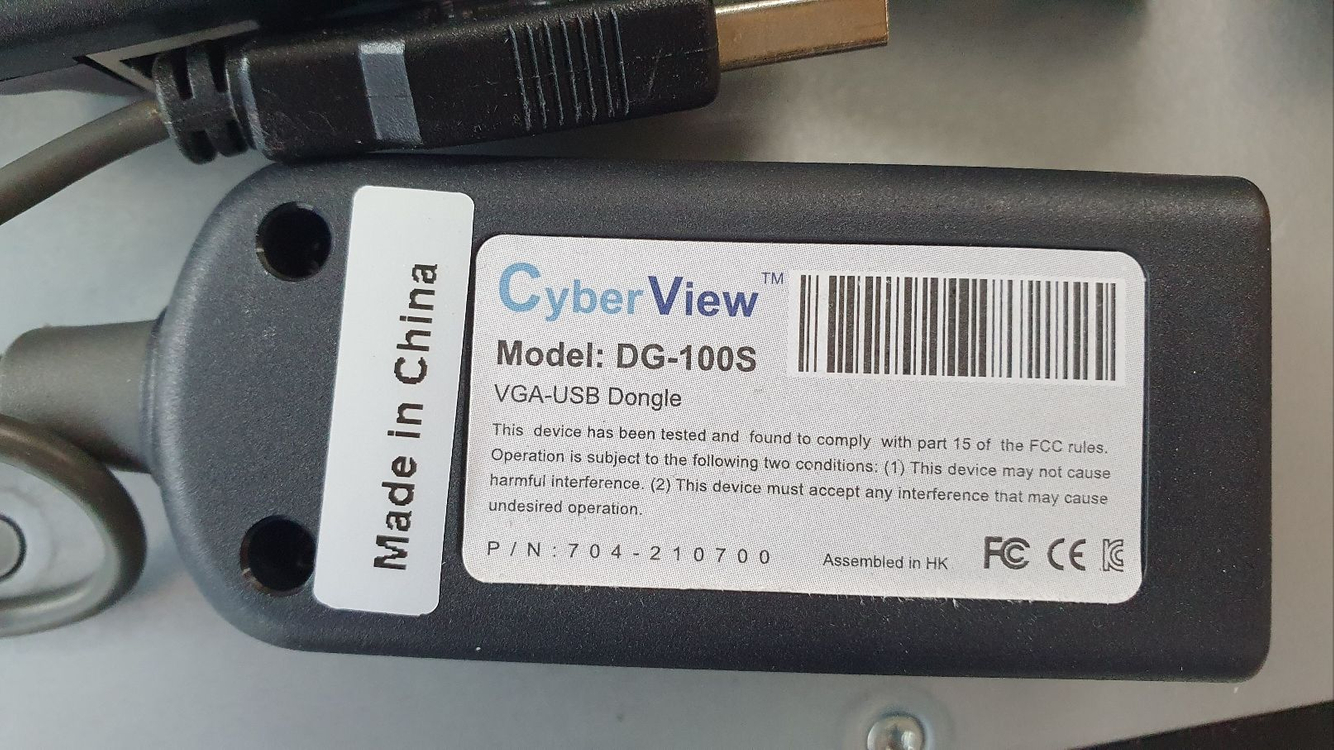 Made in China
CyberView™
Model: DG-100S
VGA-USB Dongle
This device has been tested and found to comply with part 15 of the FCC rules.
Operation is subject to the following two conditions: (1) This device may not cause
harmful interference. (2) This device must accept any interference that may cause
undesired operation.
P/N:704-210700 Assembled in HK FC CE KC